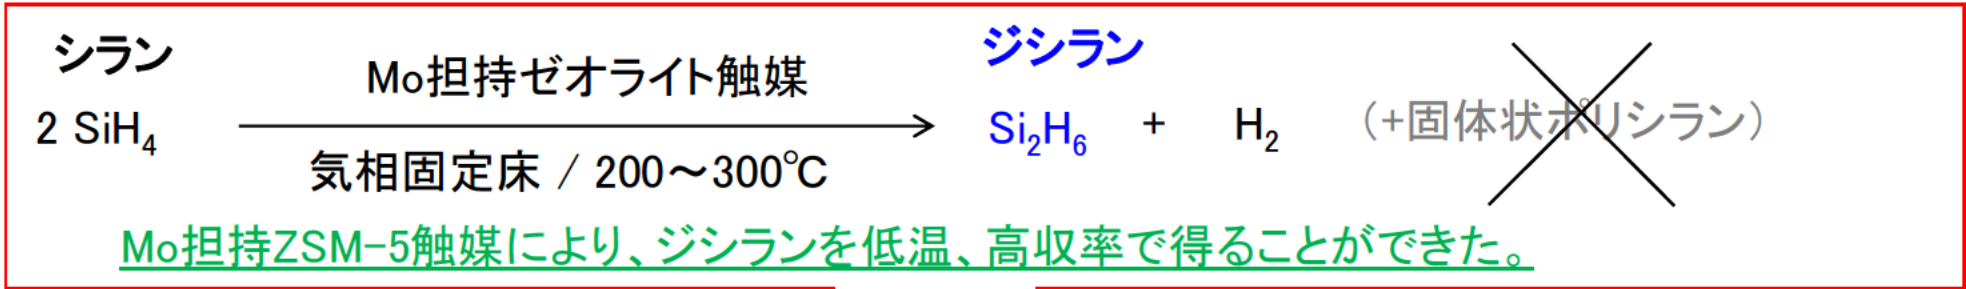 シラン
ジシラン
Mo担持ゼオライト触媒
2 SiH₄
Si₂H₆ + H₂ (+固体状ポリシラン)
気相固定床 / 200～300℃
Mo担持ZSM-5触媒により、ジシランを低温、高収率で得ることができた。